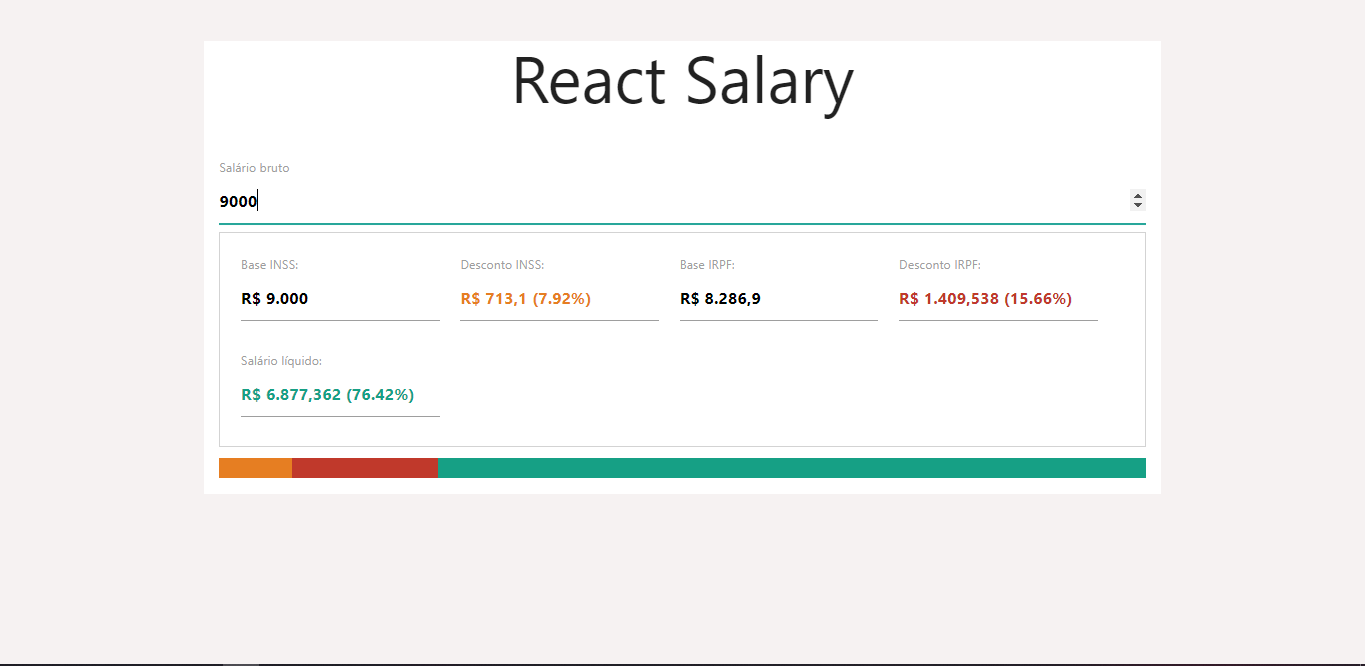 React Salary
Salário bruto
9000
Base INSS: Desconto INSS: Base IRPF: Desconto IRPF:
R$ 9.000 R$ 713,1 (7.92%) R$ 8.286,9 R$ 1.409,538 (15.66%)
Salário líquido:
R$ 6.877,362 (76.42%)